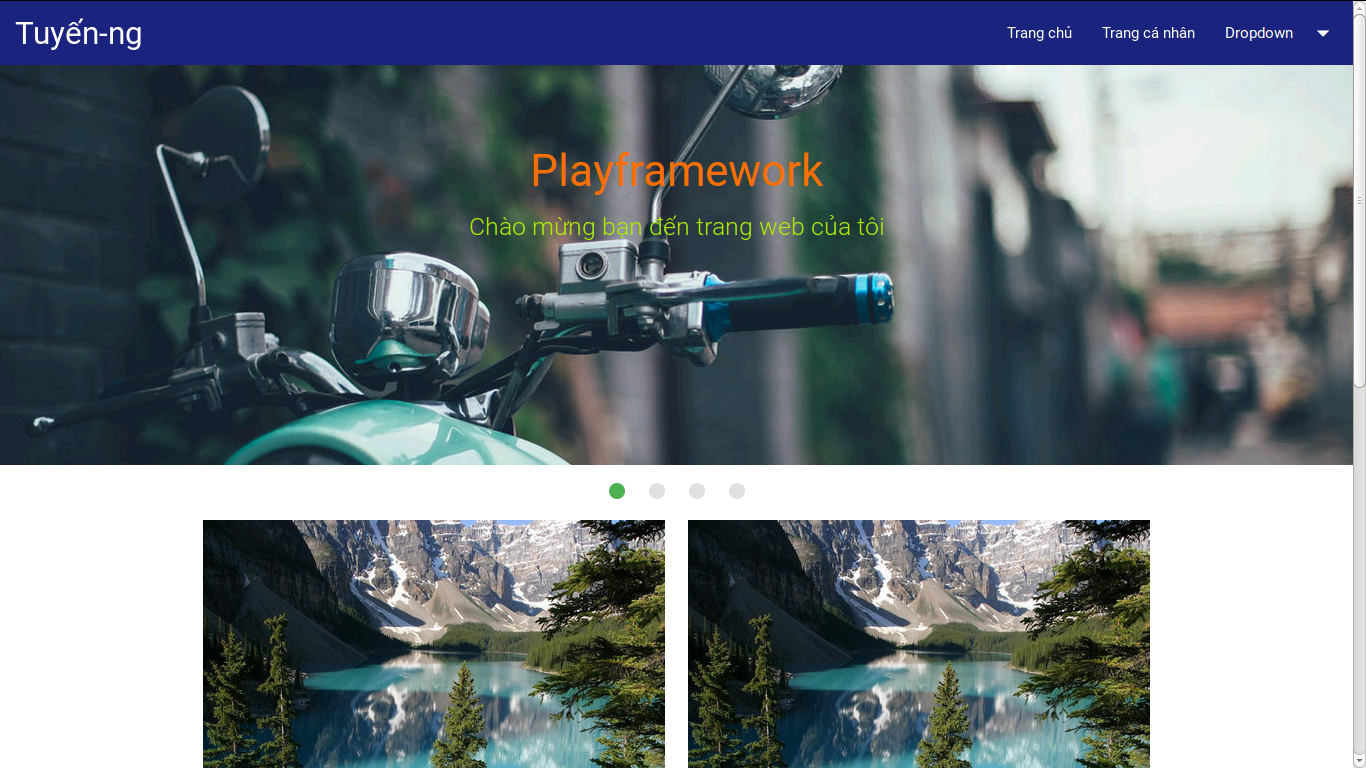 Tuyến-ng
Trang chủ Trang cá nhân Dropdown
Playframework
Chào mừng bạn đến trang web của tôi